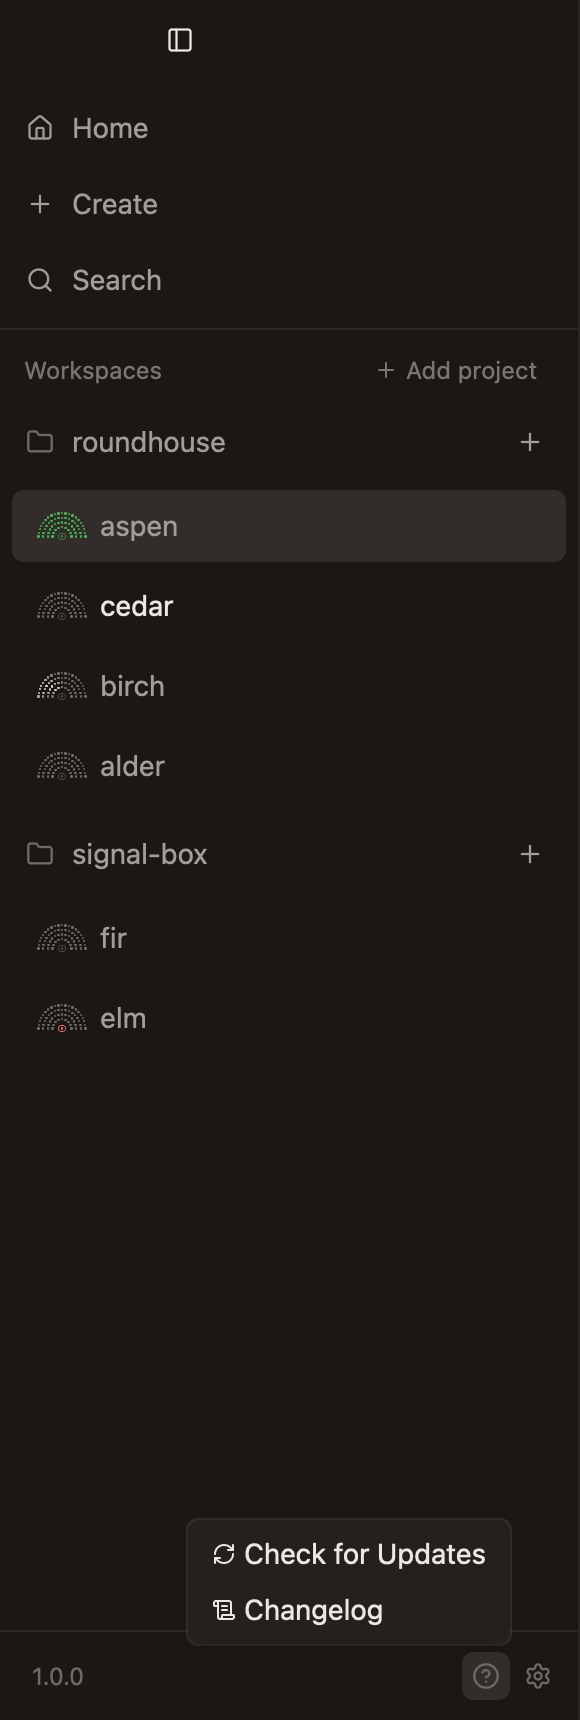 Home
Create
Search
Workspaces
Add project
roundhouse
aspen
cedar
birch
alder
signal-box
fir
elm
Check for Updates
Changelog
1.0.0